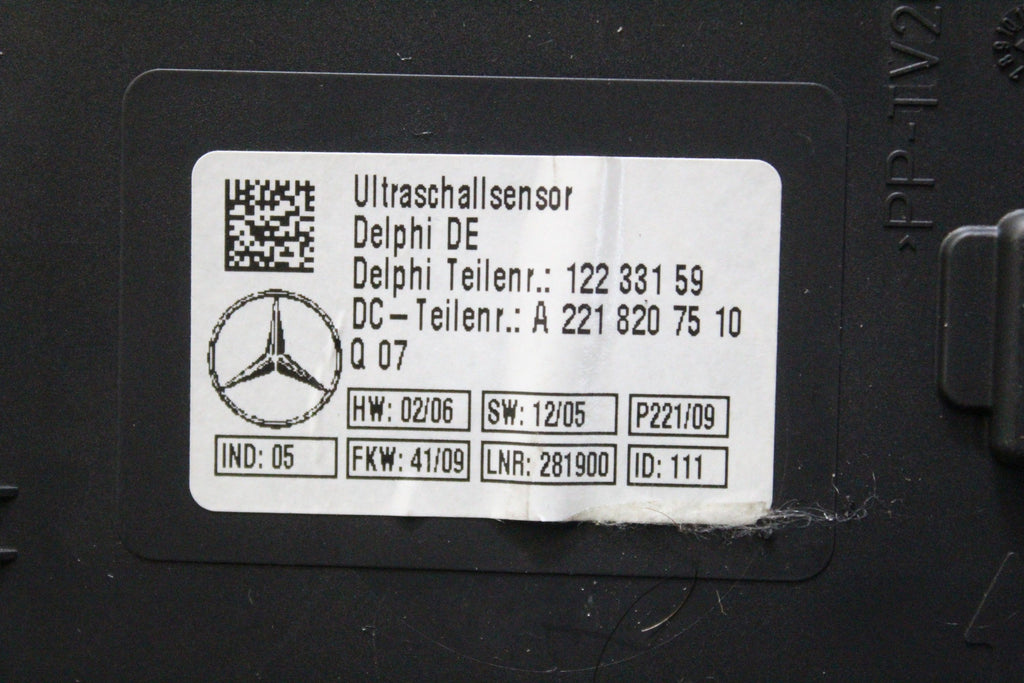 Ultraschallsensor
Delphi DE
Delphi Teilenr.: 122 331 59
DC-Teilenr.: A 221 820 75 10
Q 07
HW: 02/06 SW: 12/05 P221/09
IND: 05 FKW: 41/09 LNR: 281900 ID: 111
>PP-TV2